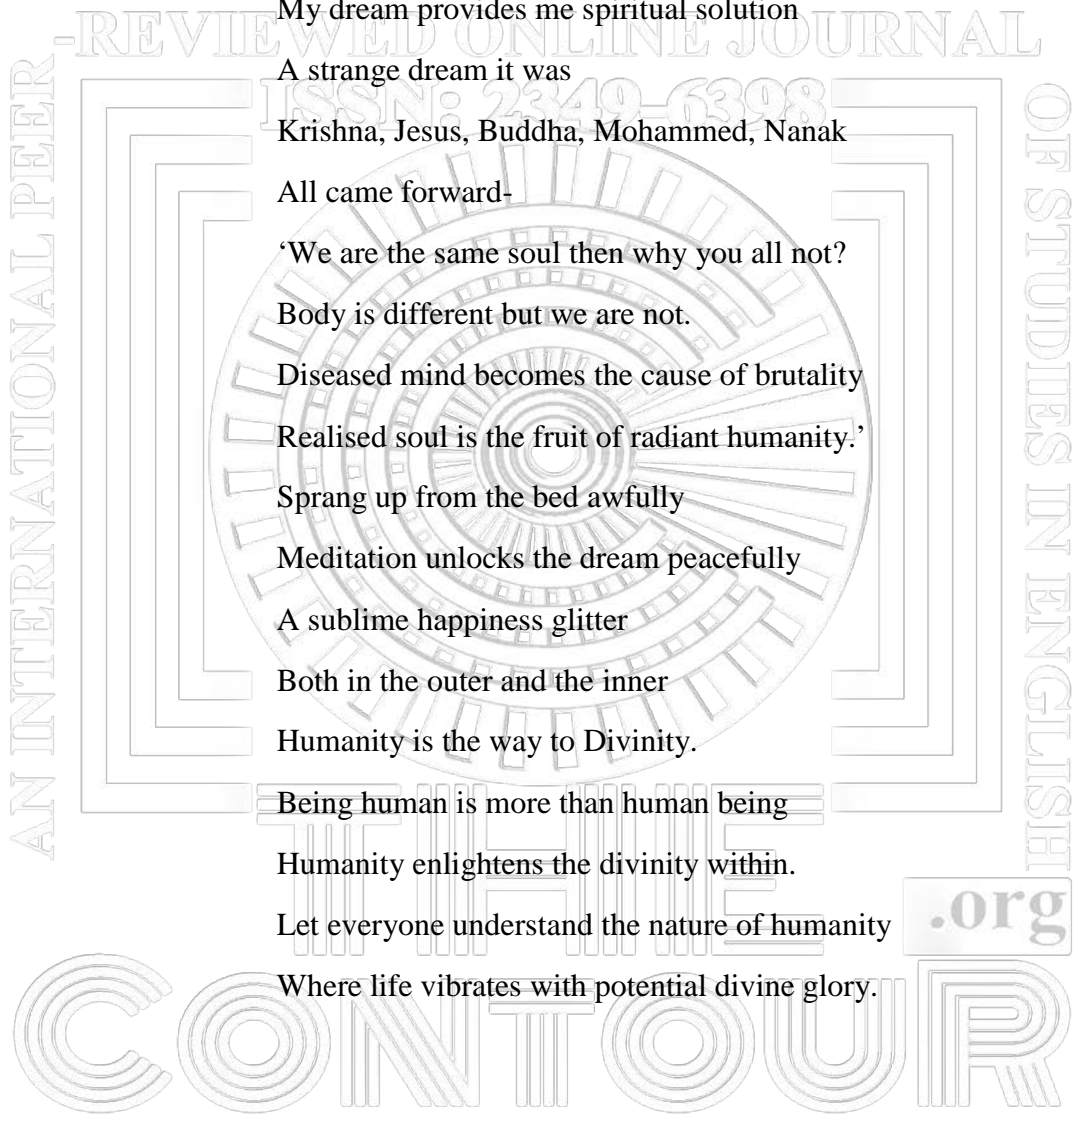 My dream provides me spiritual solution
-REVIEWED ONLINE JOURNAL
A strange dream it was
ISSN: 2349-6398
Krishna, Jesus, Buddha, Mohammed, Nanak
All came forward-
‘We are the same soul then why you all not?
Body is different but we are not.
Diseased mind becomes the cause of brutality
Realised soul is the fruit of radiant humanity.’
Sprang up from the bed awfully
Meditation unlocks the dream peacefully
A sublime happiness glitter
Both in the outer and the inner
Humanity is the way to Divinity.
Being human is more than human being
Humanity enlightens the divinity within.
Let everyone understand the nature of humanity
Where life vibrates with potential divine glory.
AN INTERNATIONAL PEER
OF STUDIES IN ENGLISH
THE
.org
CONTOUR